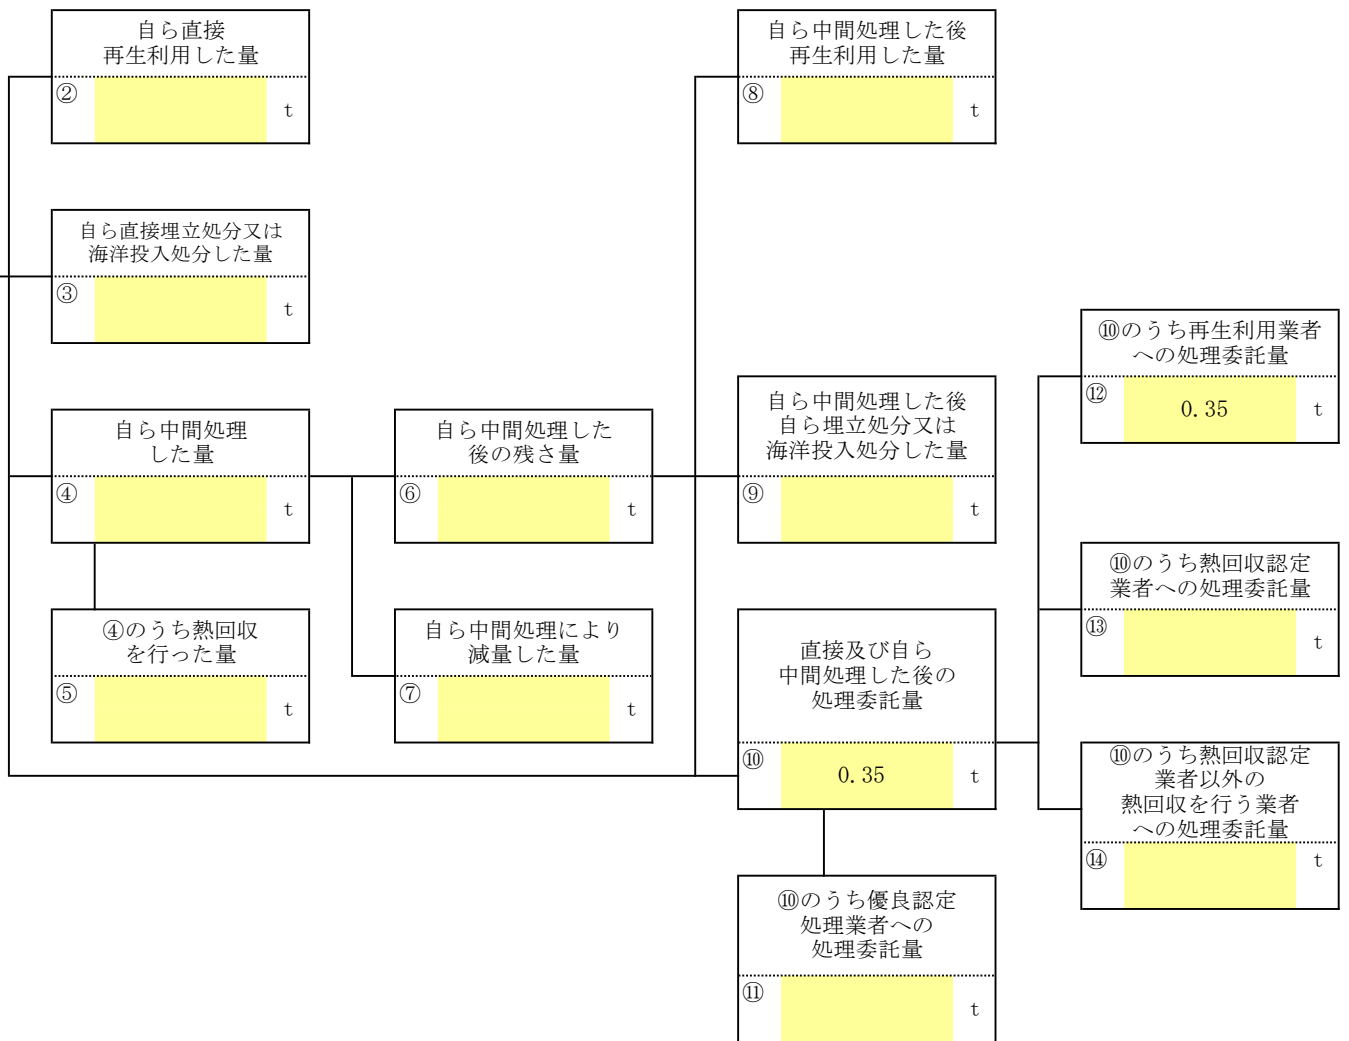 自ら直接
再生利用した量
②
t
自ら直接埋立処分又は
海洋投入処分した量
③
t
自ら中間処理
した量
④
t
④のうち熱回収
を行った量
⑤
t
自ら中間処理した
後の残さ量
⑥
t
自ら中間処理により
減量した量
⑦
t
自ら中間処理した後
再生利用した量
⑧
t
自ら中間処理した後
自ら埋立処分又は
海洋投入処分した量
⑨
t
直接及び自ら
中間処理した後の
処理委託量
⑩ 0.35 t
⑩のうち優良認定
処理業者への
処理委託量
⑪
t
⑩のうち再生利用業者
への処理委託量
⑫ 0.35 t
⑩のうち熱回収認定
業者への処理委託量
⑬
t
⑩のうち熱回収認定
業者以外の
熱回収を行う業者
への処理委託量
⑭
t